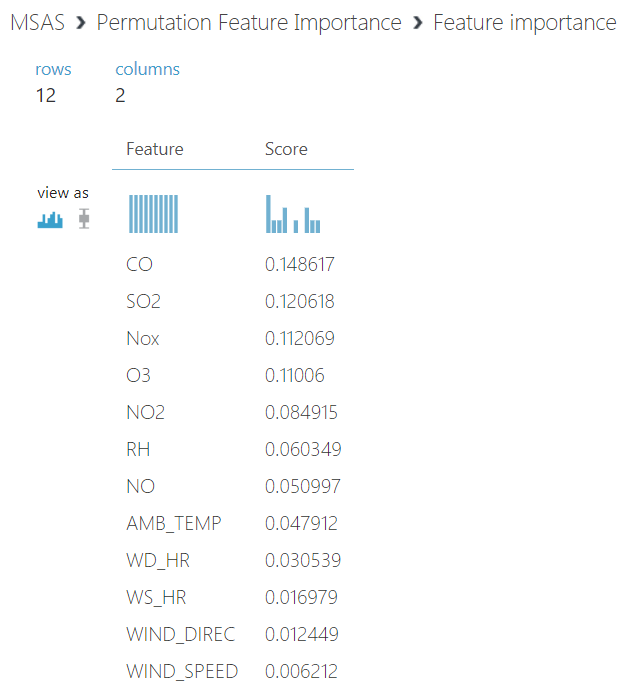 MSAS > Permutation Feature Importance > Feature importance
rows columns
12 2
Feature Score
view as
CO 0.148617
SO2 0.120618
Nox 0.112069
O3 0.11006
NO2 0.084915
RH 0.060349
NO 0.050997
AMB_TEMP 0.047912
WD_HR 0.030539
WS_HR 0.016979
WIND_DIREC 0.012449
WIND_SPEED 0.006212